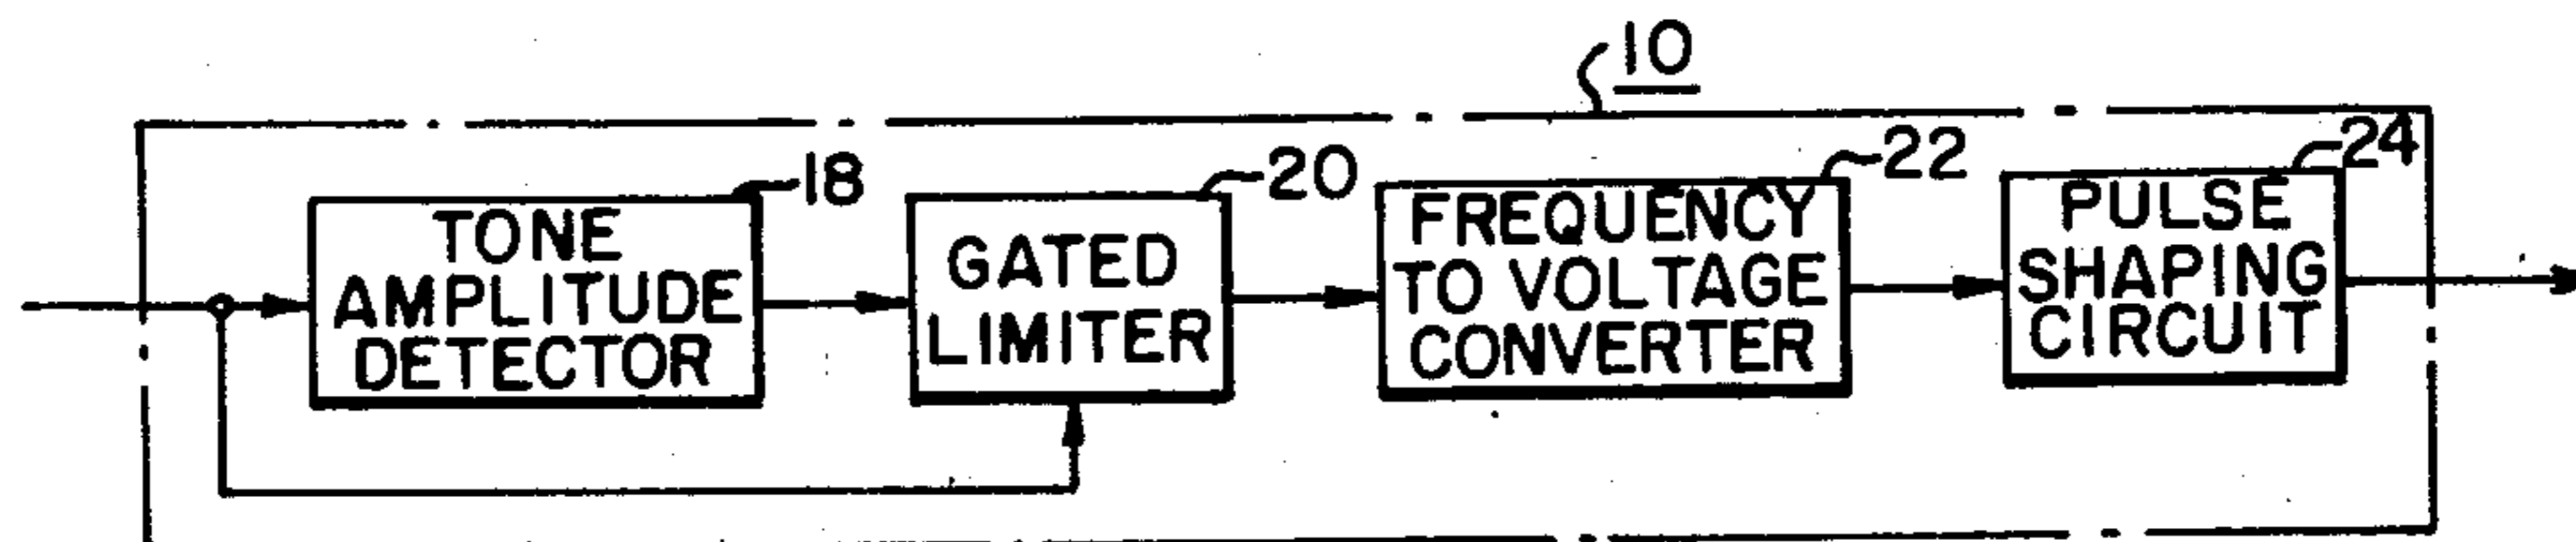 10
18
TONE
AMPLITUDE
DETECTOR
20
GATED
LIMITER
22
FREQUENCY
TO VOLTAGE
CONVERTER
24
PULSE
SHAPING
CIRCUIT